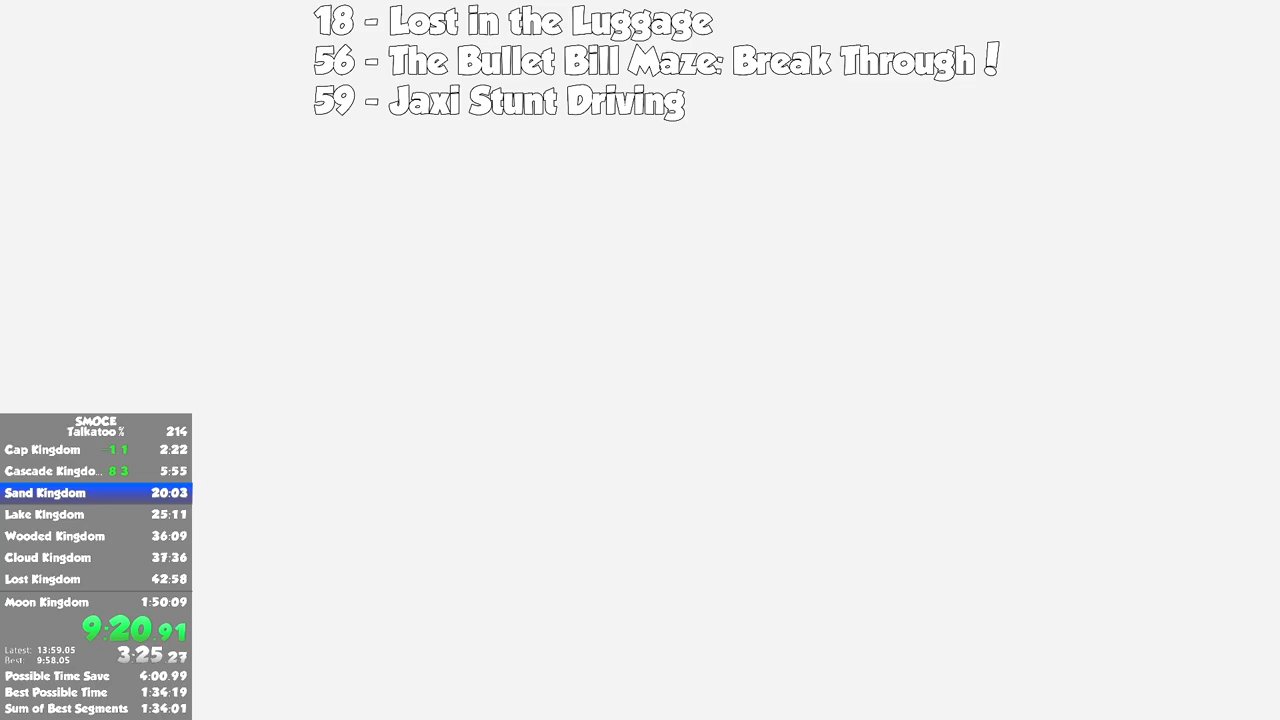 18 - Lost in the Luggage
56 - The Bullet Bill Maze: Break Through!
59 - Jaxi Stunt Driving
SMOCE
Talkatoo% 214
Cap Kingdom -1.1 2:22
Cascade Kingdo... 8.3 5:55
Sand Kingdom 20:03
Lake Kingdom 25:11
Wooded Kingdom 36:09
Cloud Kingdom 37:36
Lost Kingdom 42:58
Moon Kingdom 1:50:09
9:20.91
Latest: 13:59.05
Best: 9:58.05
3:25.27
Possible Time Save 4:00.99
Best Possible Time 1:34:19
Sum of Best Segments 1:34:01